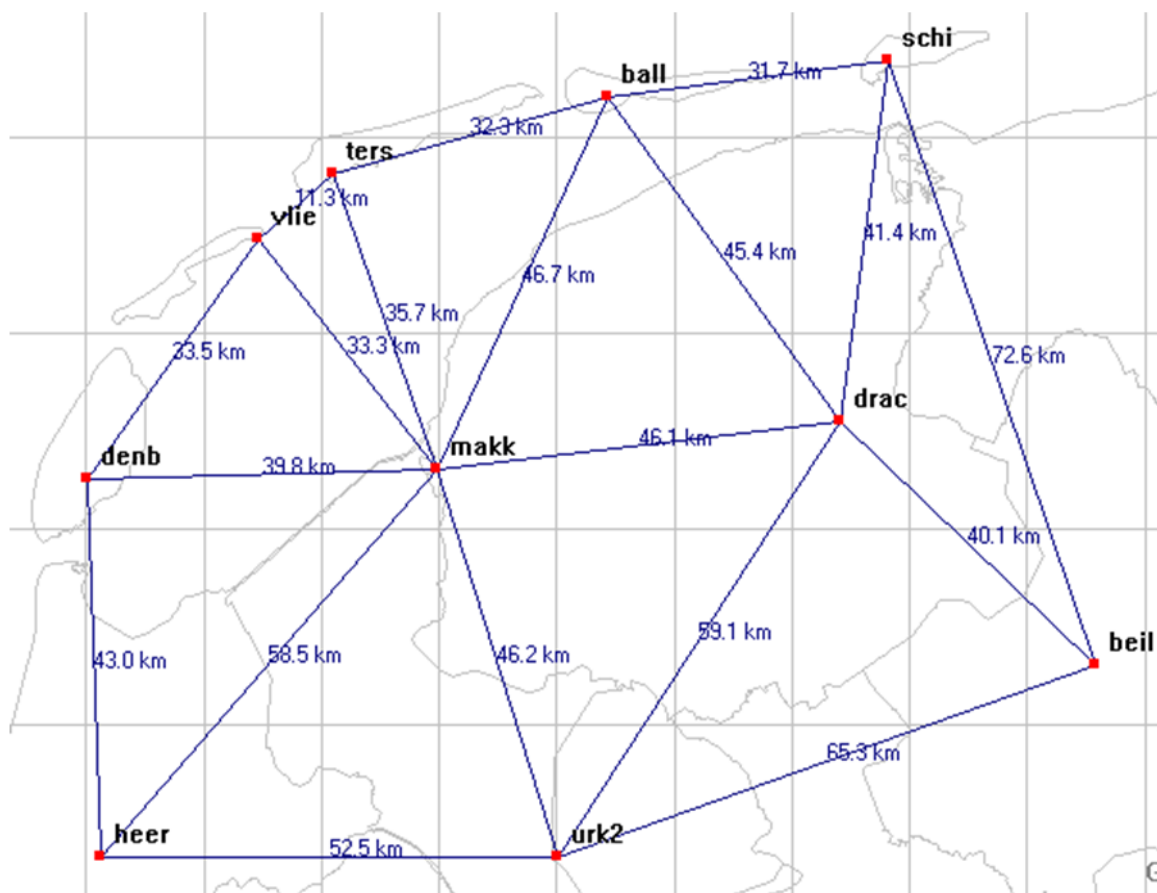 schi
ball
31.7 km
32.3 km
ters
11.3 km
vlie
41.4 km
45.4 km
46.7 km
35.7 km
33.3 km
33.5 km
72.6 km
drac
46.1 km
makk
denb
39.8 km
40.1 km
59.1 km
beil
58.5 km
46.2 km
43.0 km
65.3 km
heer
urk2
52.5 km
G